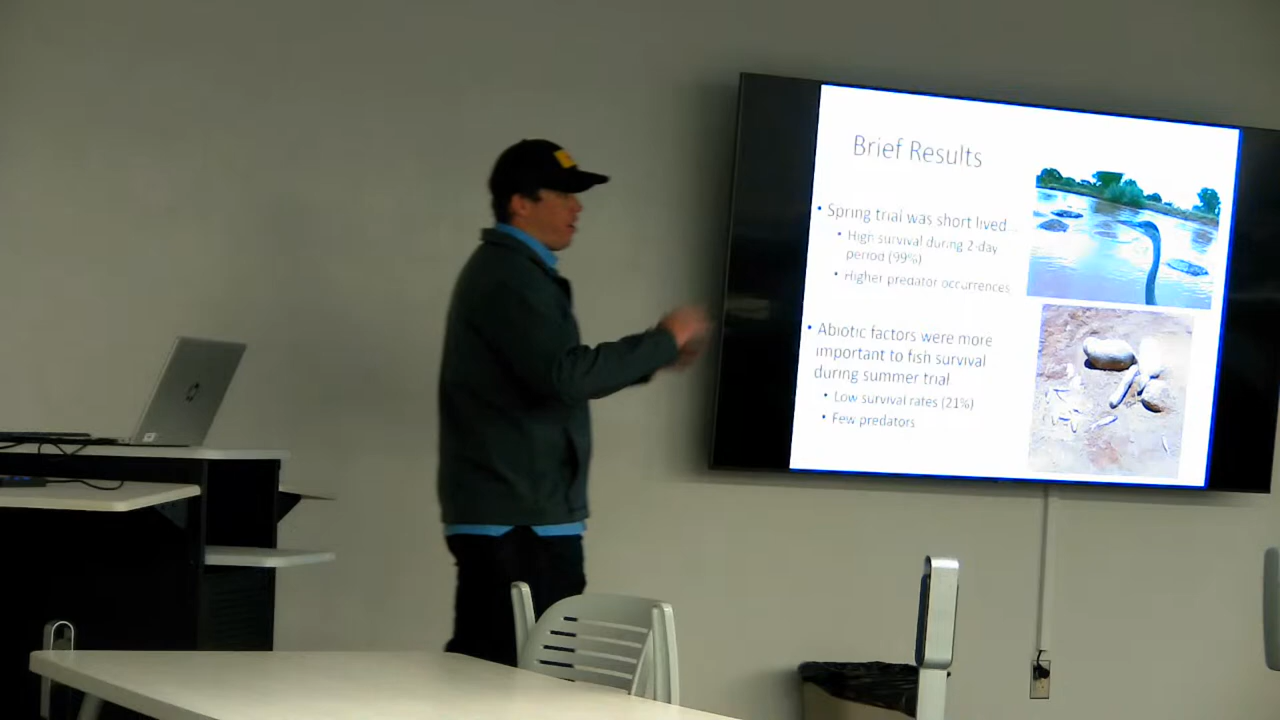 Brief Results
• Spring trial was short lived...
• High survival during 2-day
period (99%)
• Higher predator occurrences
• Abiotic factors were more
important to fish survival
during summer trial
• Low survival rates (21%)
• Few predators